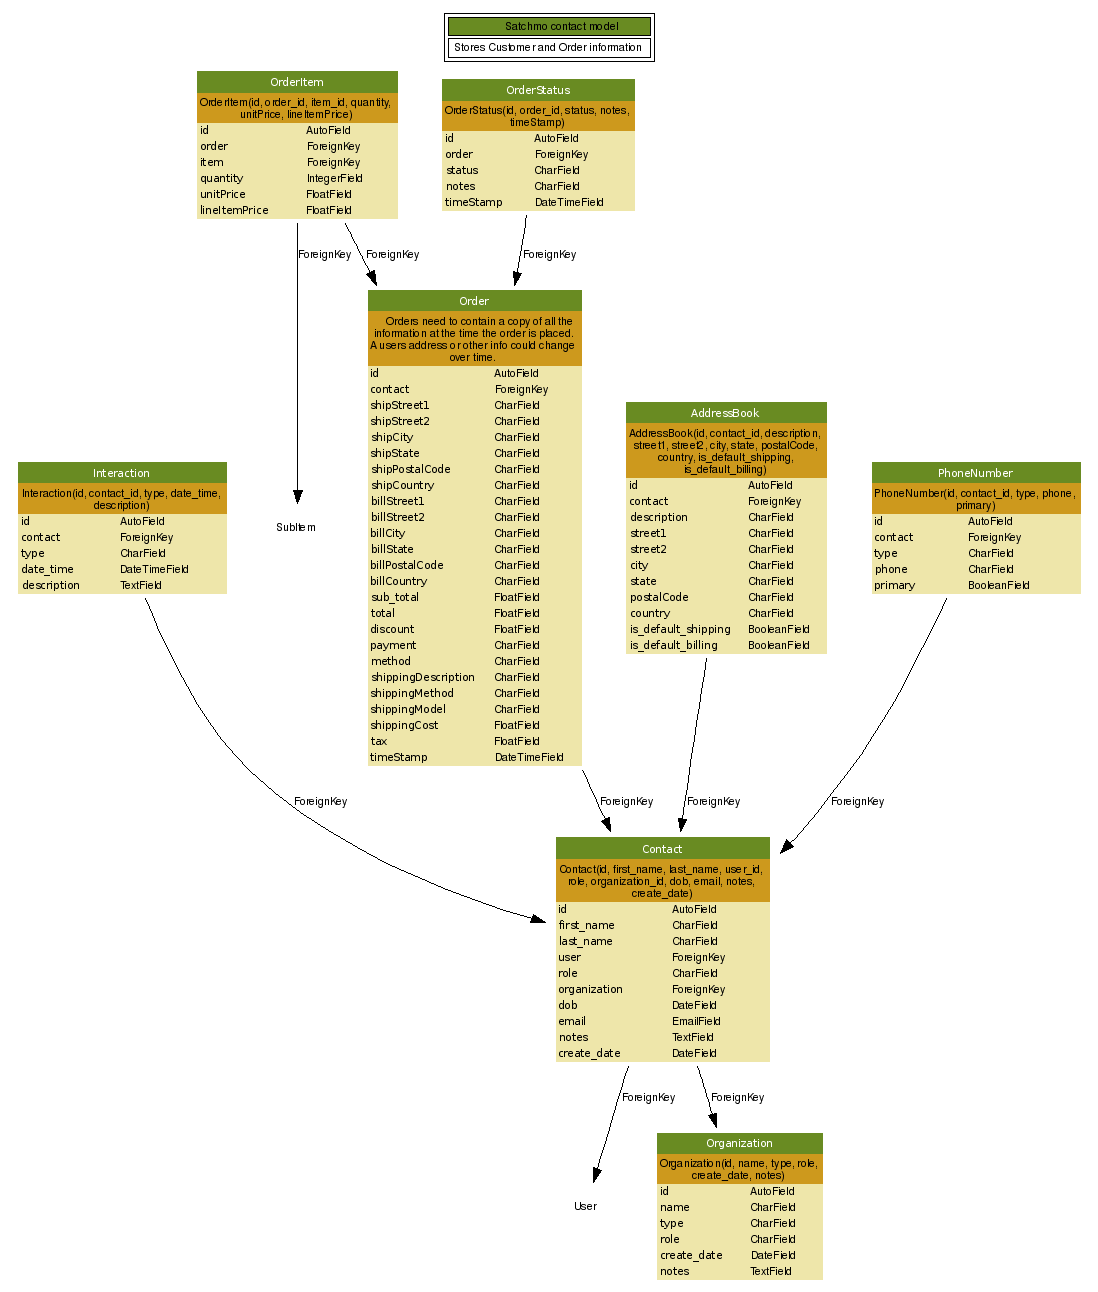 Satchmo contact model
Stores Customer and Order information
OrderItem
OrderItem(id, order_id, item_id, quantity,
unitPrice, lineItemPrice)
id AutoField
order ForeignKey
item ForeignKey
quantity IntegerField
unitPrice FloatField
lineItemPrice FloatField
OrderStatus
OrderStatus(id, order_id, status, notes,
timeStamp)
id AutoField
order ForeignKey
status CharField
notes CharField
timeStamp DateTimeField
ForeignKey
ForeignKey
ForeignKey
Order
Orders need to contain a copy of all the
information at the time the order is placed.
A users address or other info could change
over time.
id AutoField
contact ForeignKey
shipStreet1 CharField
shipStreet2 CharField
shipCity CharField
shipState CharField
shipPostalCode CharField
shipCountry CharField
billStreet1 CharField
billStreet2 CharField
billCity CharField
billState CharField
billPostalCode CharField
billCountry CharField
sub_total FloatField
total FloatField
discount FloatField
payment CharField
method CharField
shippingDescription CharField
shippingMethod CharField
shippingModel CharField
shippingCost FloatField
tax FloatField
timeStamp DateTimeField
AddressBook
AddressBook(id, contact_id, description,
street1, street2, city, state, postalCode,
country, is_default_shipping,
is_default_billing)
id AutoField
contact ForeignKey
description CharField
street1 CharField
street2 CharField
city CharField
state CharField
postalCode CharField
country CharField
is_default_shipping BooleanField
is_default_billing BooleanField
Interaction
Interaction(id, contact_id, type, date_time,
description)
id AutoField
contact ForeignKey
type CharField
date_time DateTimeField
description TextField
SubItem
PhoneNumber
PhoneNumber(id, contact_id, type, phone,
primary)
id AutoField
contact ForeignKey
type CharField
phone CharField
primary BooleanField
ForeignKey
ForeignKey
ForeignKey
ForeignKey
Contact
Contact(id, first_name, last_name, user_id,
role, organization_id, dob, email, notes,
create_date)
id AutoField
first_name CharField
last_name CharField
user ForeignKey
role CharField
organization ForeignKey
dob DateField
email EmailField
notes TextField
create_date DateField
ForeignKey
ForeignKey
User
Organization
Organization(id, name, type, role,
create_date, notes)
id AutoField
name CharField
type CharField
role CharField
create_date DateField
notes TextField